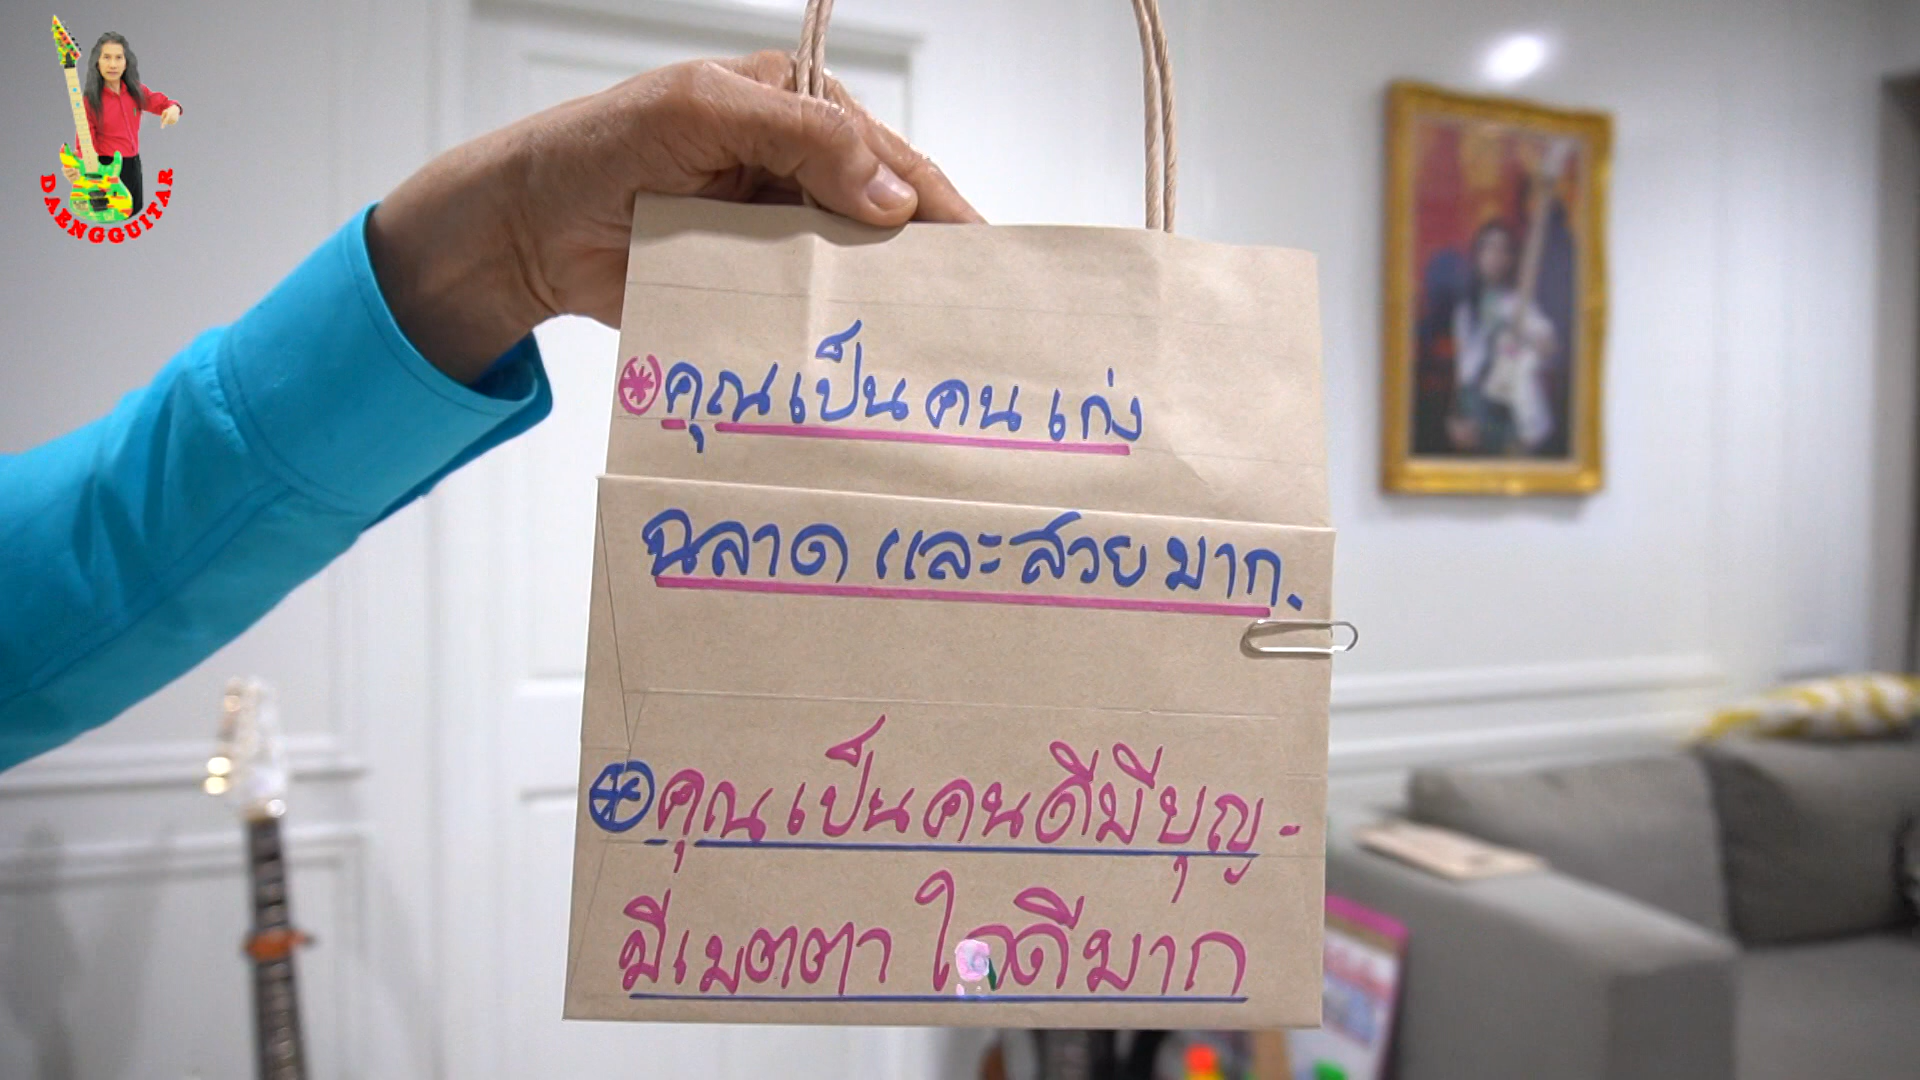 DAENGGUITAR
คุณเป็นคนเก่ง
ฉลาดและสวยมาก.
คุณเป็นคนดีมีบุญ-
มีเมตตา ใจดีมาก